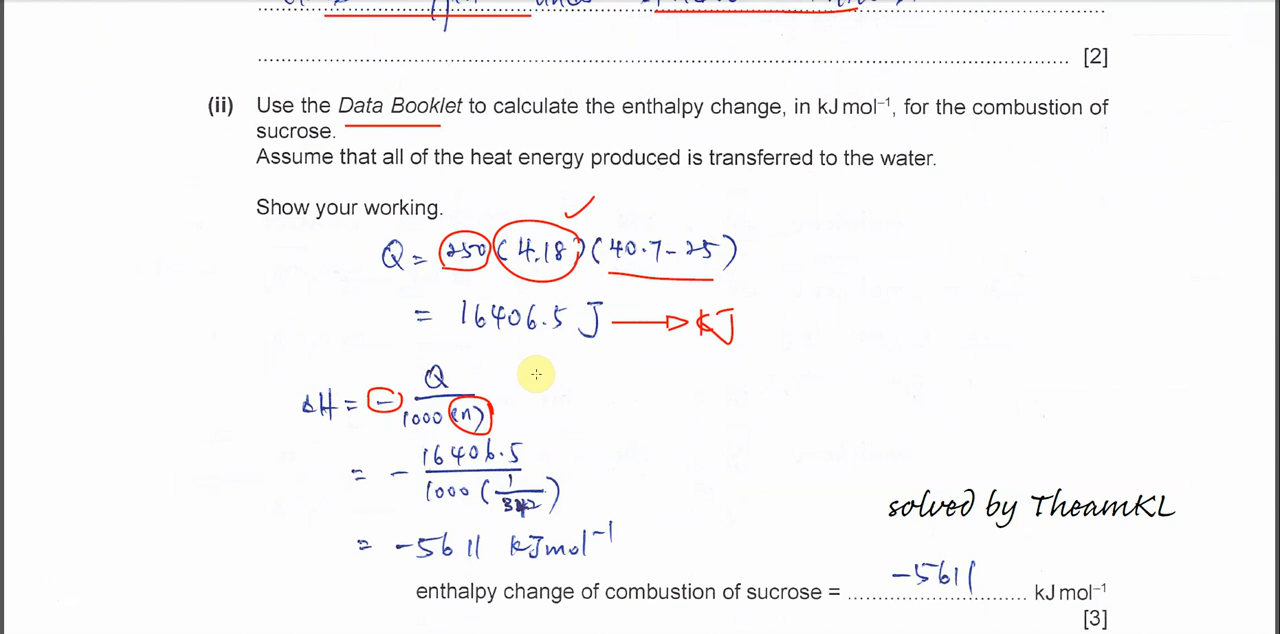 [2]
(ii) Use the Data Booklet to calculate the enthalpy change, in kJ mol⁻¹, for the combustion of
sucrose.
Assume that all of the heat energy produced is transferred to the water.
Show your working.
Q = 250 (4.18) (40.7-25)
= 16406.5 J → kJ
ΔH = - Q / 1000 (n)
= - 16406.5 / 1000 (1/342)
= -5611 kJmol⁻¹
solved by TheamKL
enthalpy change of combustion of sucrose = -5611 kJ mol⁻¹
[3]